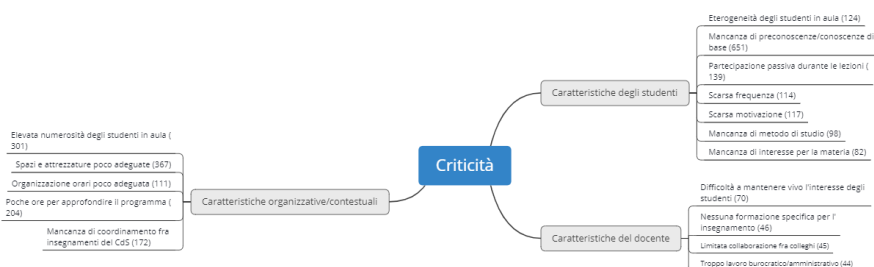 Criticità
Caratteristiche degli studenti
Eterogeneità degli studenti in aula (124)
Mancanza di preconoscenze/conoscenze di
base (651)
Partecipazione passiva durante le lezioni (
139)
Scarsa frequenza (114)
Scarsa motivazione (117)
Mancanza di metodo di studio (98)
Mancanza di interesse per la materia (82)
Caratteristiche del docente
Difficoltà a mantenere vivo l'interesse degli
studenti (70)
Nessuna formazione specifica per l'
insegnamento (46)
Limitata collaborazione fra colleghi (45)
Troppo lavoro burocratico/amministrativo (44)
Caratteristiche organizzative/contestuali
Elevata numerosità degli studenti in aula (
301)
Spazi e attrezzature poco adeguate (367)
Organizzazione orari poco adeguata (111)
Poche ore per approfondire il programma (
204)
Mancanza di coordinamento fra
insegnamenti del CdS (172)